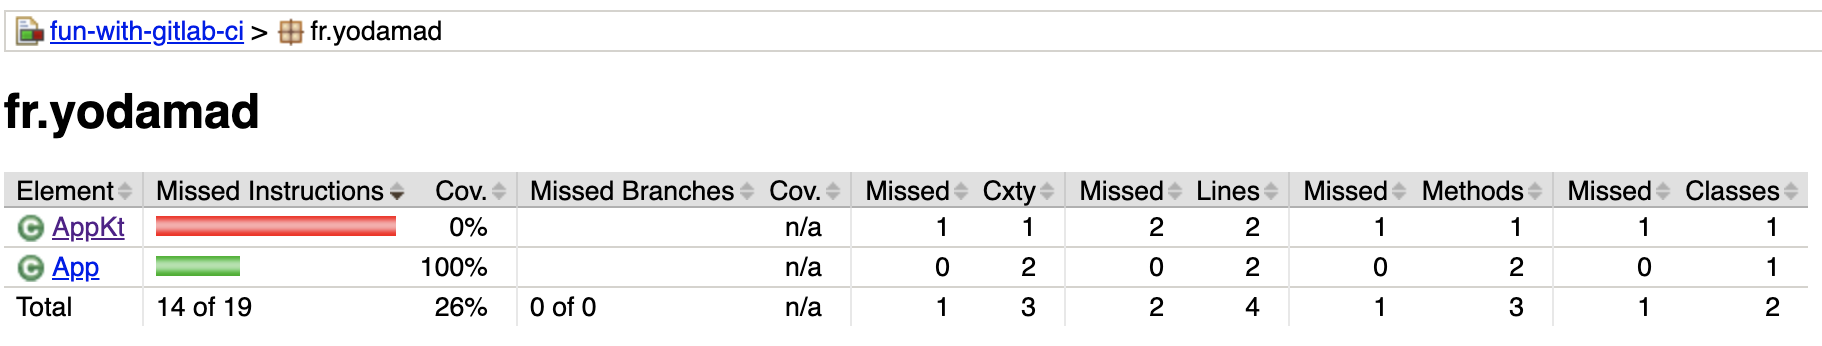 fun-with-gitlab-ci > fr.yodamad
fr.yodamad
Element Missed Instructions Cov. Missed Branches Cov. Missed Cxty Missed Lines Missed Methods Missed Classes
C AppKt 0% n/a 1 1 2 2 1 1 1 1
C App 100% n/a 0 2 0 2 0 2 0 1
Total 14 of 19 26% 0 of 0 n/a 1 3 2 4 1 3 1 2